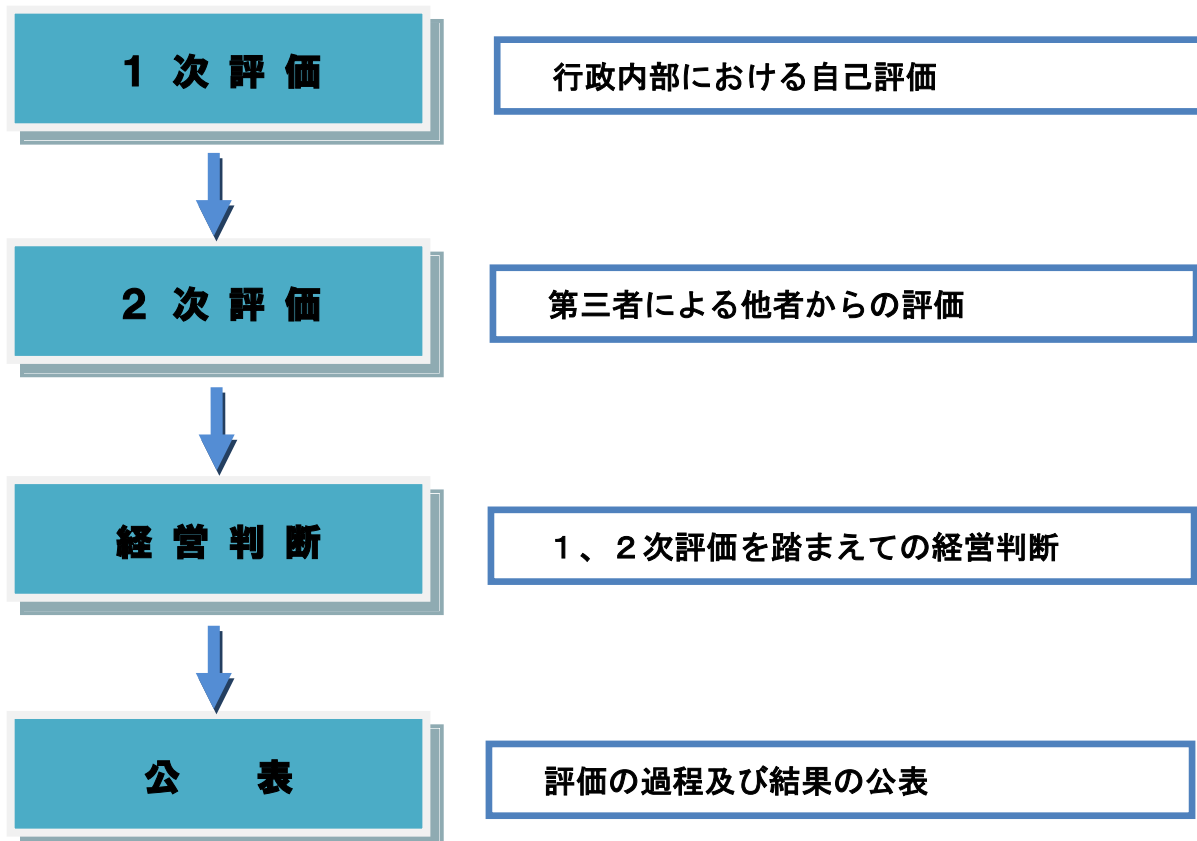 １次評価
行政内部における自己評価
２次評価
第三者による他者からの評価
経営判断
１、２次評価を踏まえての経営判断
公　　表
評価の過程及び結果の公表